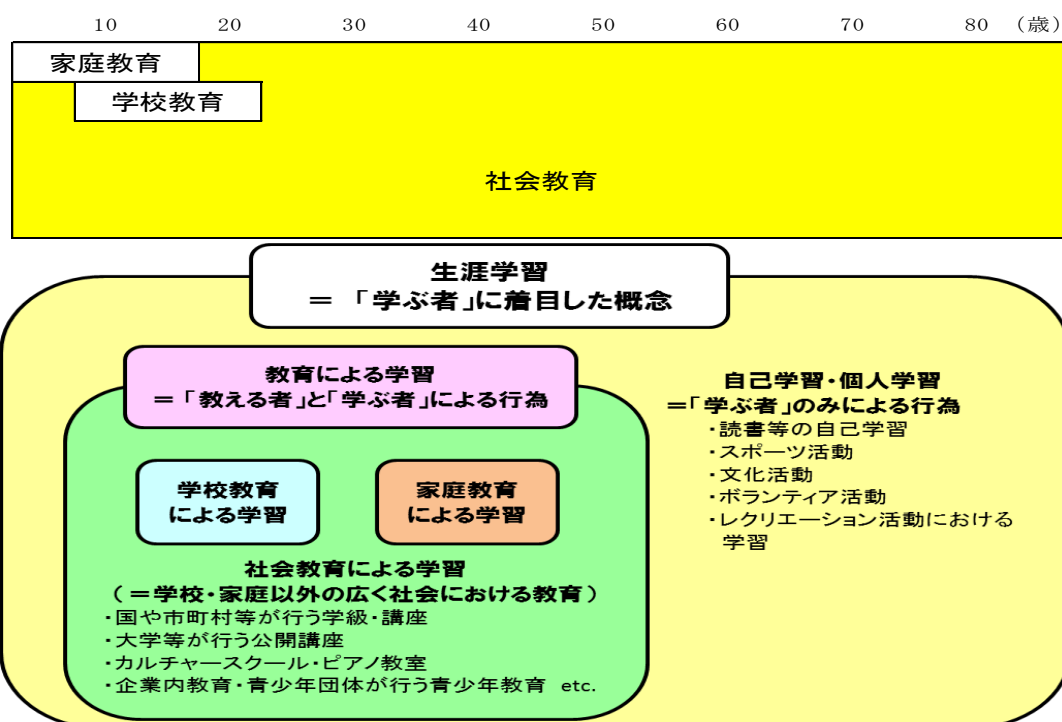 10 20 30 40 50 60 70 80 (歳)
家庭教育
学校教育
社会教育
生涯学習
＝ 「学ぶ者」に着目した概念
教育による学習
＝「教える者」と「学ぶ者」による行為
学校教育
による学習
家庭教育
による学習
社会教育による学習
（＝学校・家庭以外の広く社会における教育）
・国や市町村等が行う学級・講座
・大学等が行う公開講座
・カルチャースクール・ピアノ教室
・企業内教育・青少年団体が行う青少年教育 etc.
自己学習・個人学習
＝「学ぶ者」のみによる行為
・読書等の自己学習
・スポーツ活動
・文化活動
・ボランティア活動
・レクリエーション活動における
学習